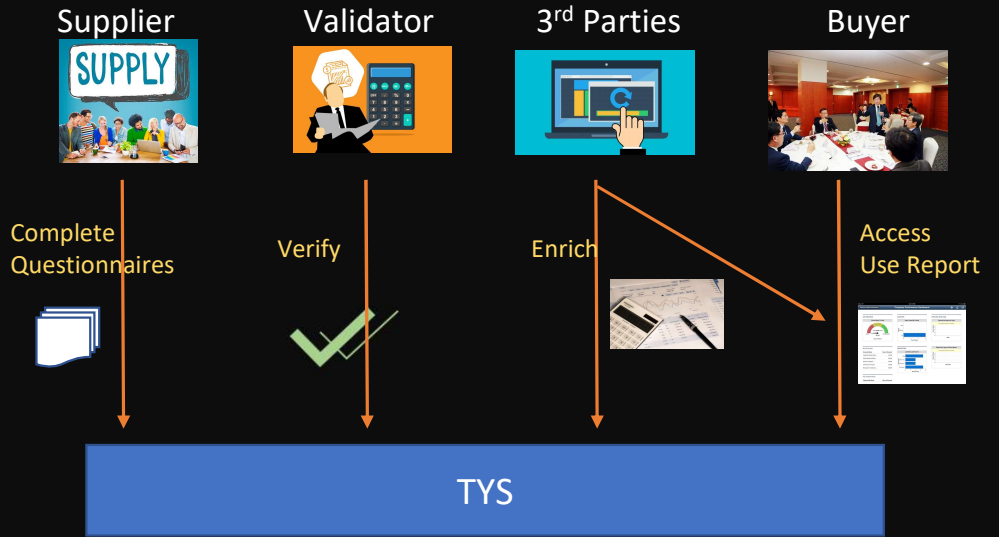 Supplier
Validator
3rd Parties
Buyer
SUPPLY
Complete
Questionnaires
Verify
Enrich
Access
Use Report
TYS